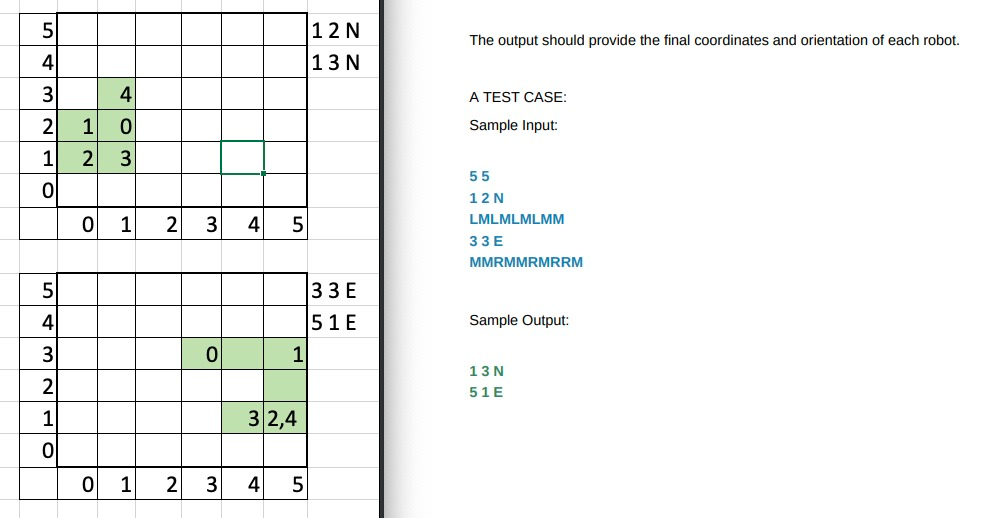 5 1 2 N
4 1 3 N
3 4
2 1 0
1 2 3
0
0 1 2 3 4 5
5 3 3 E
4 5 1 E
3 0 1
2
1 3 2,4
0
0 1 2 3 4 5
The output should provide the final coordinates and orientation of each robot.
A TEST CASE:
Sample Input:
5 5
1 2 N
LMLMLMLMM
3 3 E
MMRMMRMRRM
Sample Output:
1 3 N
5 1 E